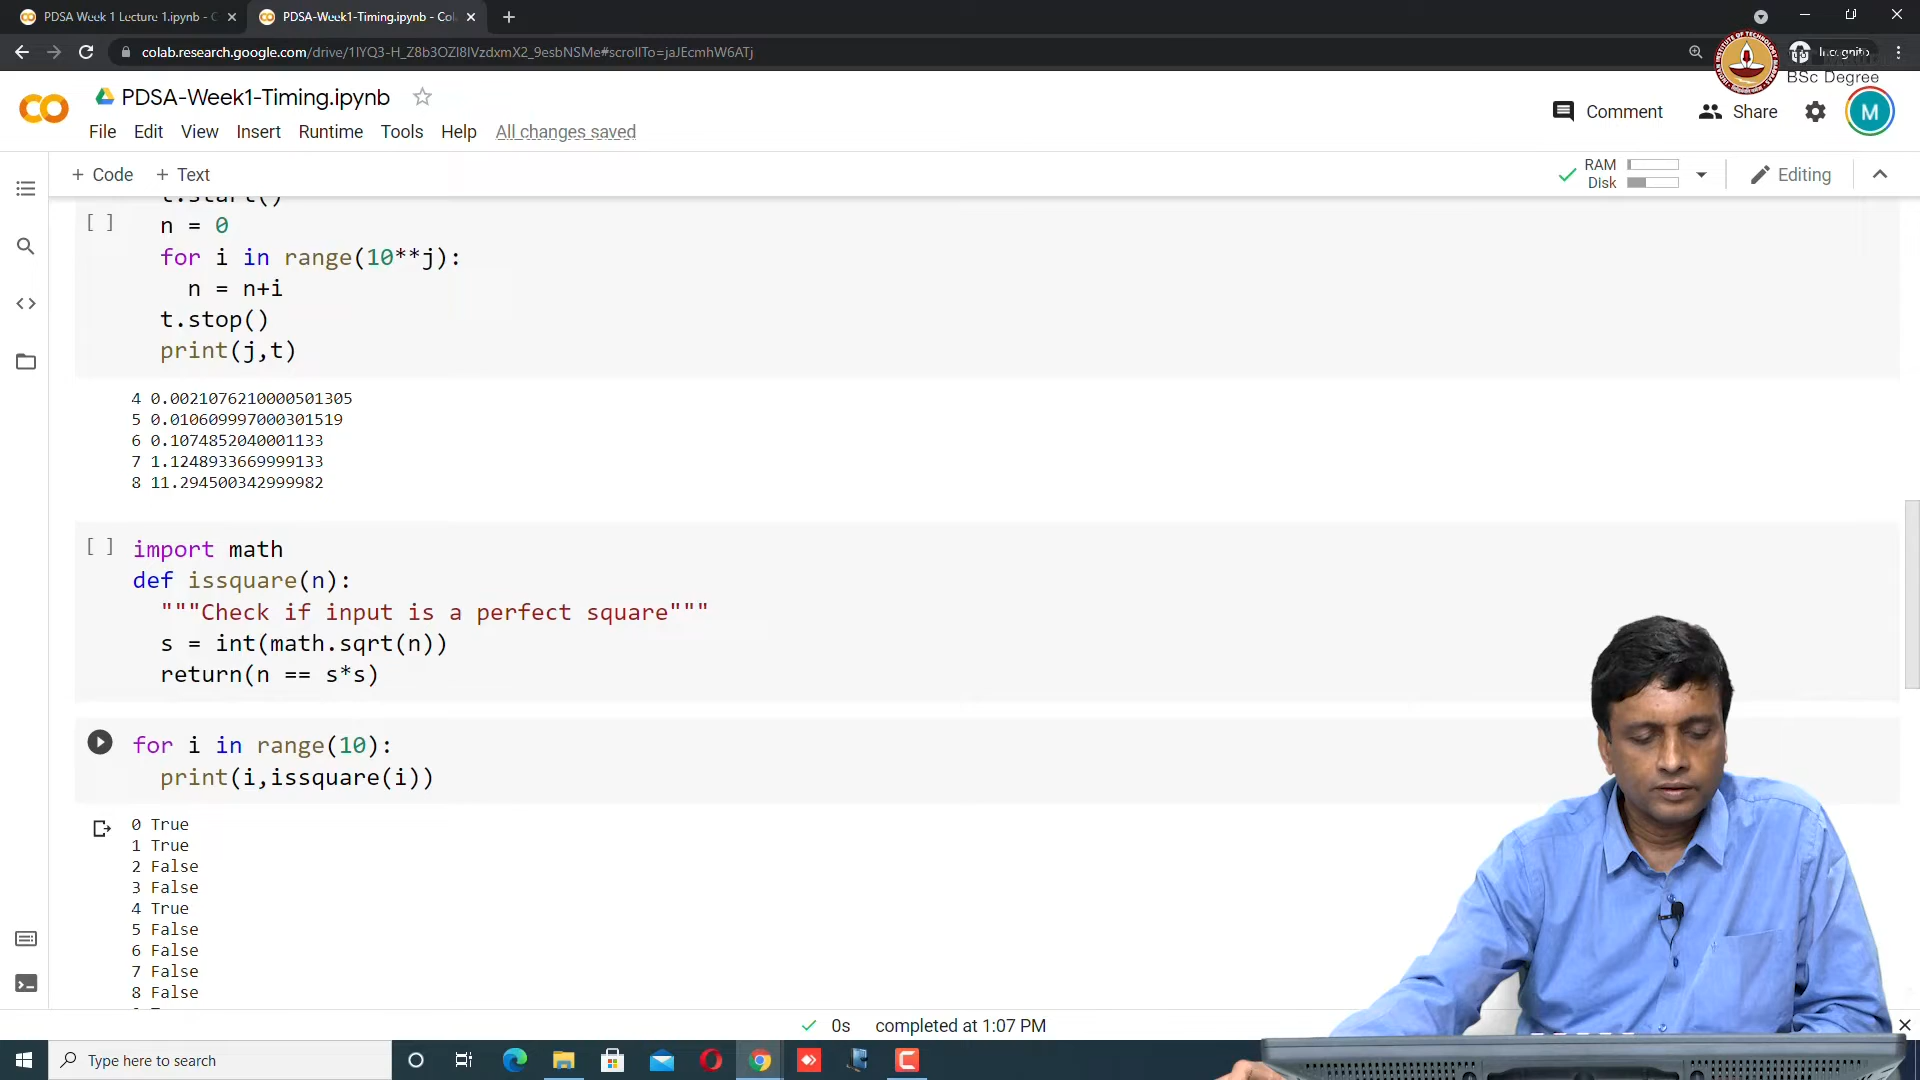 PDSA Week 1 Lecture 1.ipynb - C
PDSA-Week1-Timing.ipynb - Col
colab.research.google.com/drive/1lYQ3-H_Z8b3OZl8lVzdxmX2_9esbNSMe#scrollTo=jaJEcmhW6ATj
Incognito
BSc Degree
PDSA-Week1-Timing.ipynb
File Edit View Insert Runtime Tools Help All changes saved
Comment Share M
+ Code + Text
RAM
Disk
Editing
t.start()
[ ] n = 0
for i in range(10**j):
n = n+i
t.stop()
print(j,t)
4 0.0021076210000501305
5 0.010609997000301519
6 0.1074852040001133
7 1.1248933669999133
8 11.294500342999982
[ ] import math
def issquare(n):
"""Check if input is a perfect square"""
s = int(math.sqrt(n))
return(n == s*s)
for i in range(10):
print(i,issquare(i))
0 True
1 True
2 False
3 False
4 True
5 False
6 False
7 False
8 False
0s completed at 1:07 PM
Type here to search